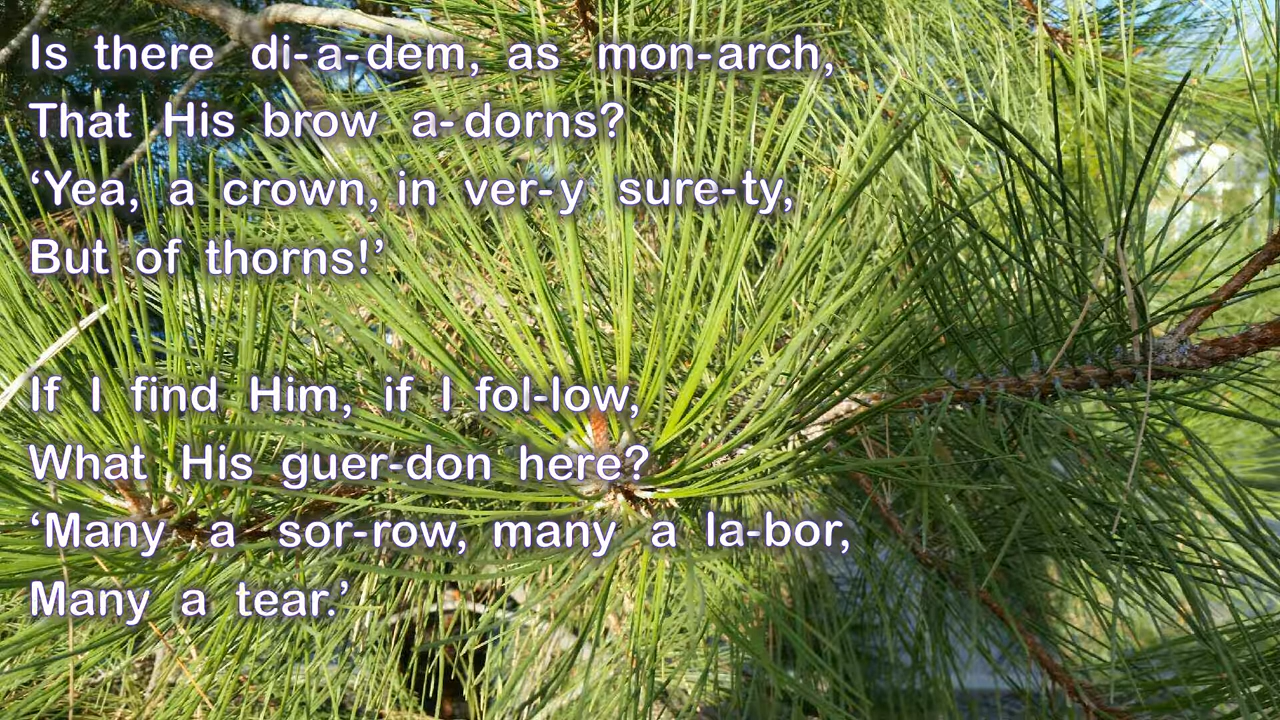 Is there di-a-dem, as mon-arch,
That His brow a-dorns?
‘Yea, a crown, in ver-y sure-ty,
But of thorns!’
If I find Him, if I fol-low,
What His guer-don here?
‘Many a sor-row, many a la-bor,
Many a tear.’